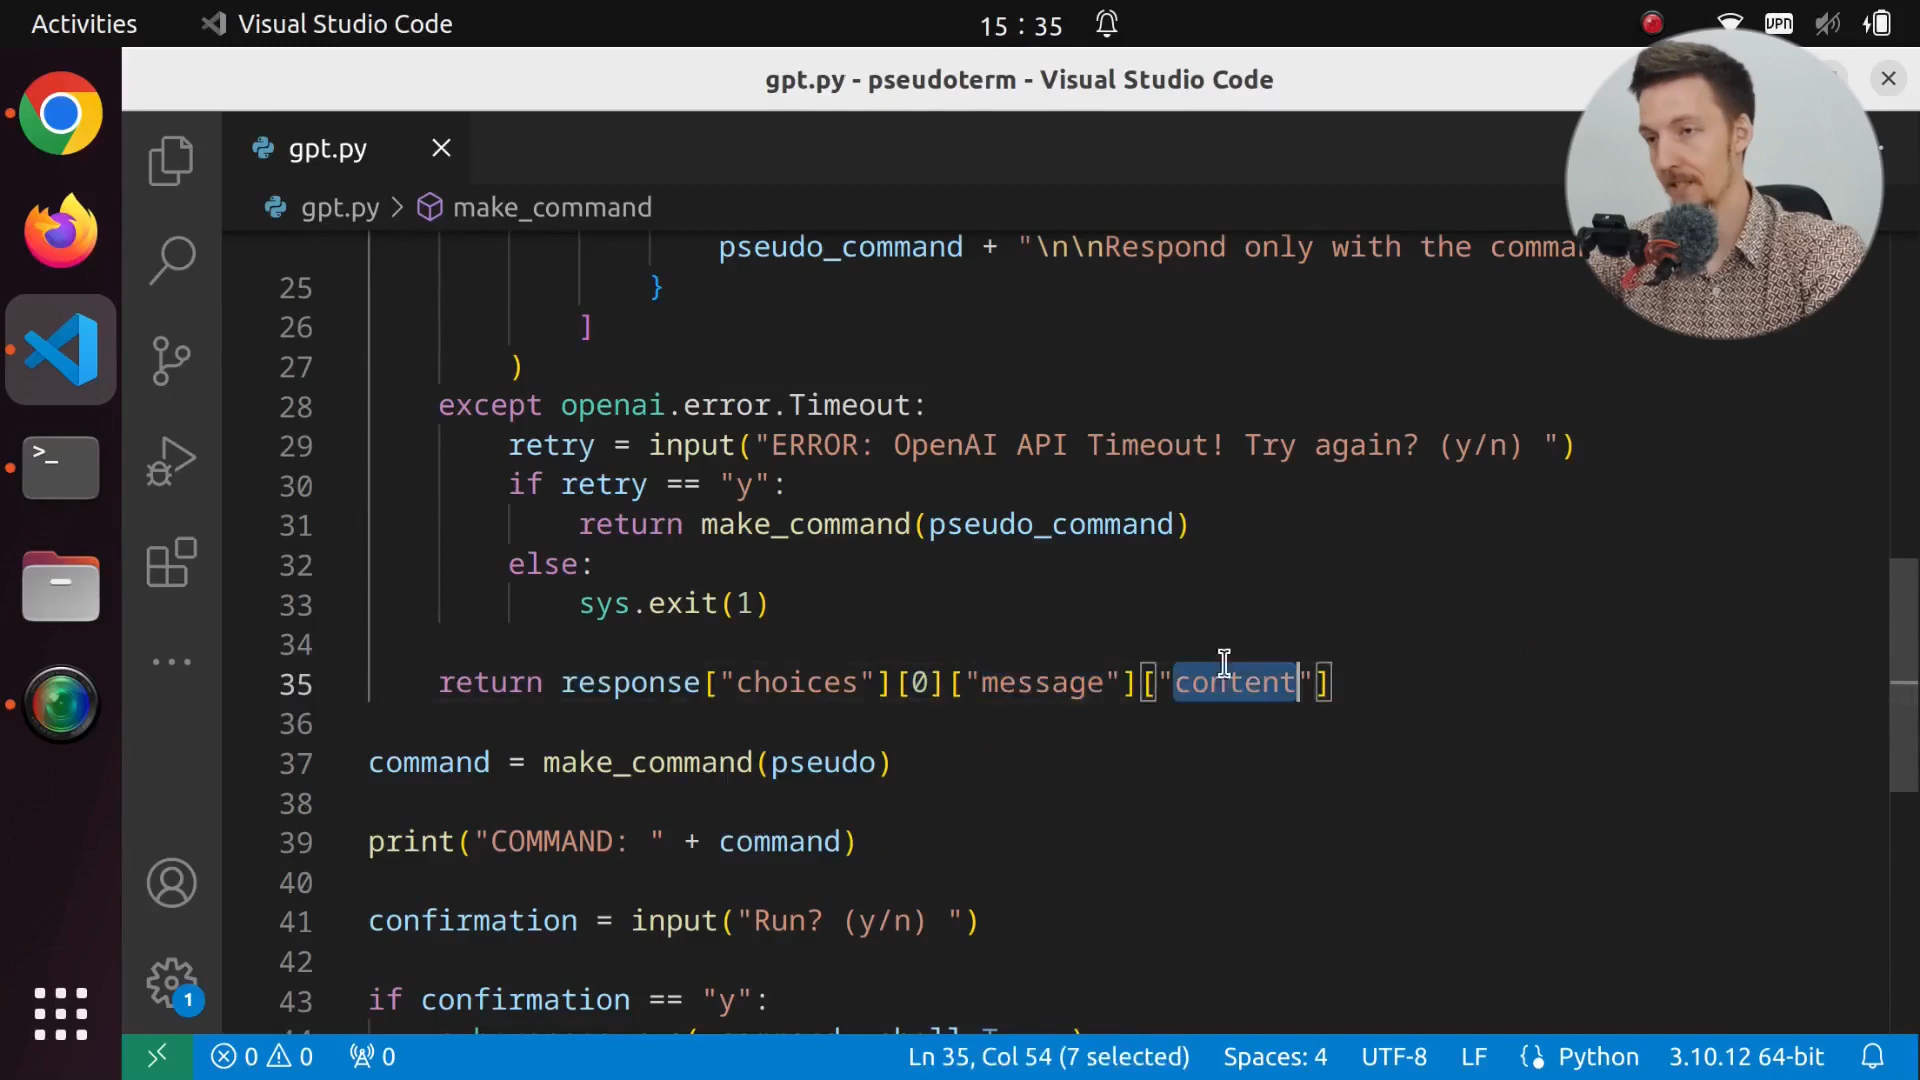 Activities
Visual Studio Code
15 : 35
VPN
gpt.py - pseudoterm - Visual Studio Code
gpt.py
gpt.py > make_command
pseudo_command + "\n\nRespond only with the
25 }
26 ]
27 )
28 except openai.error.Timeout:
29 retry = input("ERROR: OpenAI API Timeout! Try again? (y/n) ")
30 if retry == "y":
31 return make_command(pseudo_command)
32 else:
33 sys.exit(1)
34
35 return response["choices"][0]["message"]["content"]
36
37 command = make_command(pseudo)
38
39 print("COMMAND: " + command)
40
41 confirmation = input("Run? (y/n) ")
42
43 if confirmation == "y":
1
0 0 0
Ln 35, Col 54 (7 selected) Spaces: 4 UTF-8 LF Python 3.10.12 64-bit